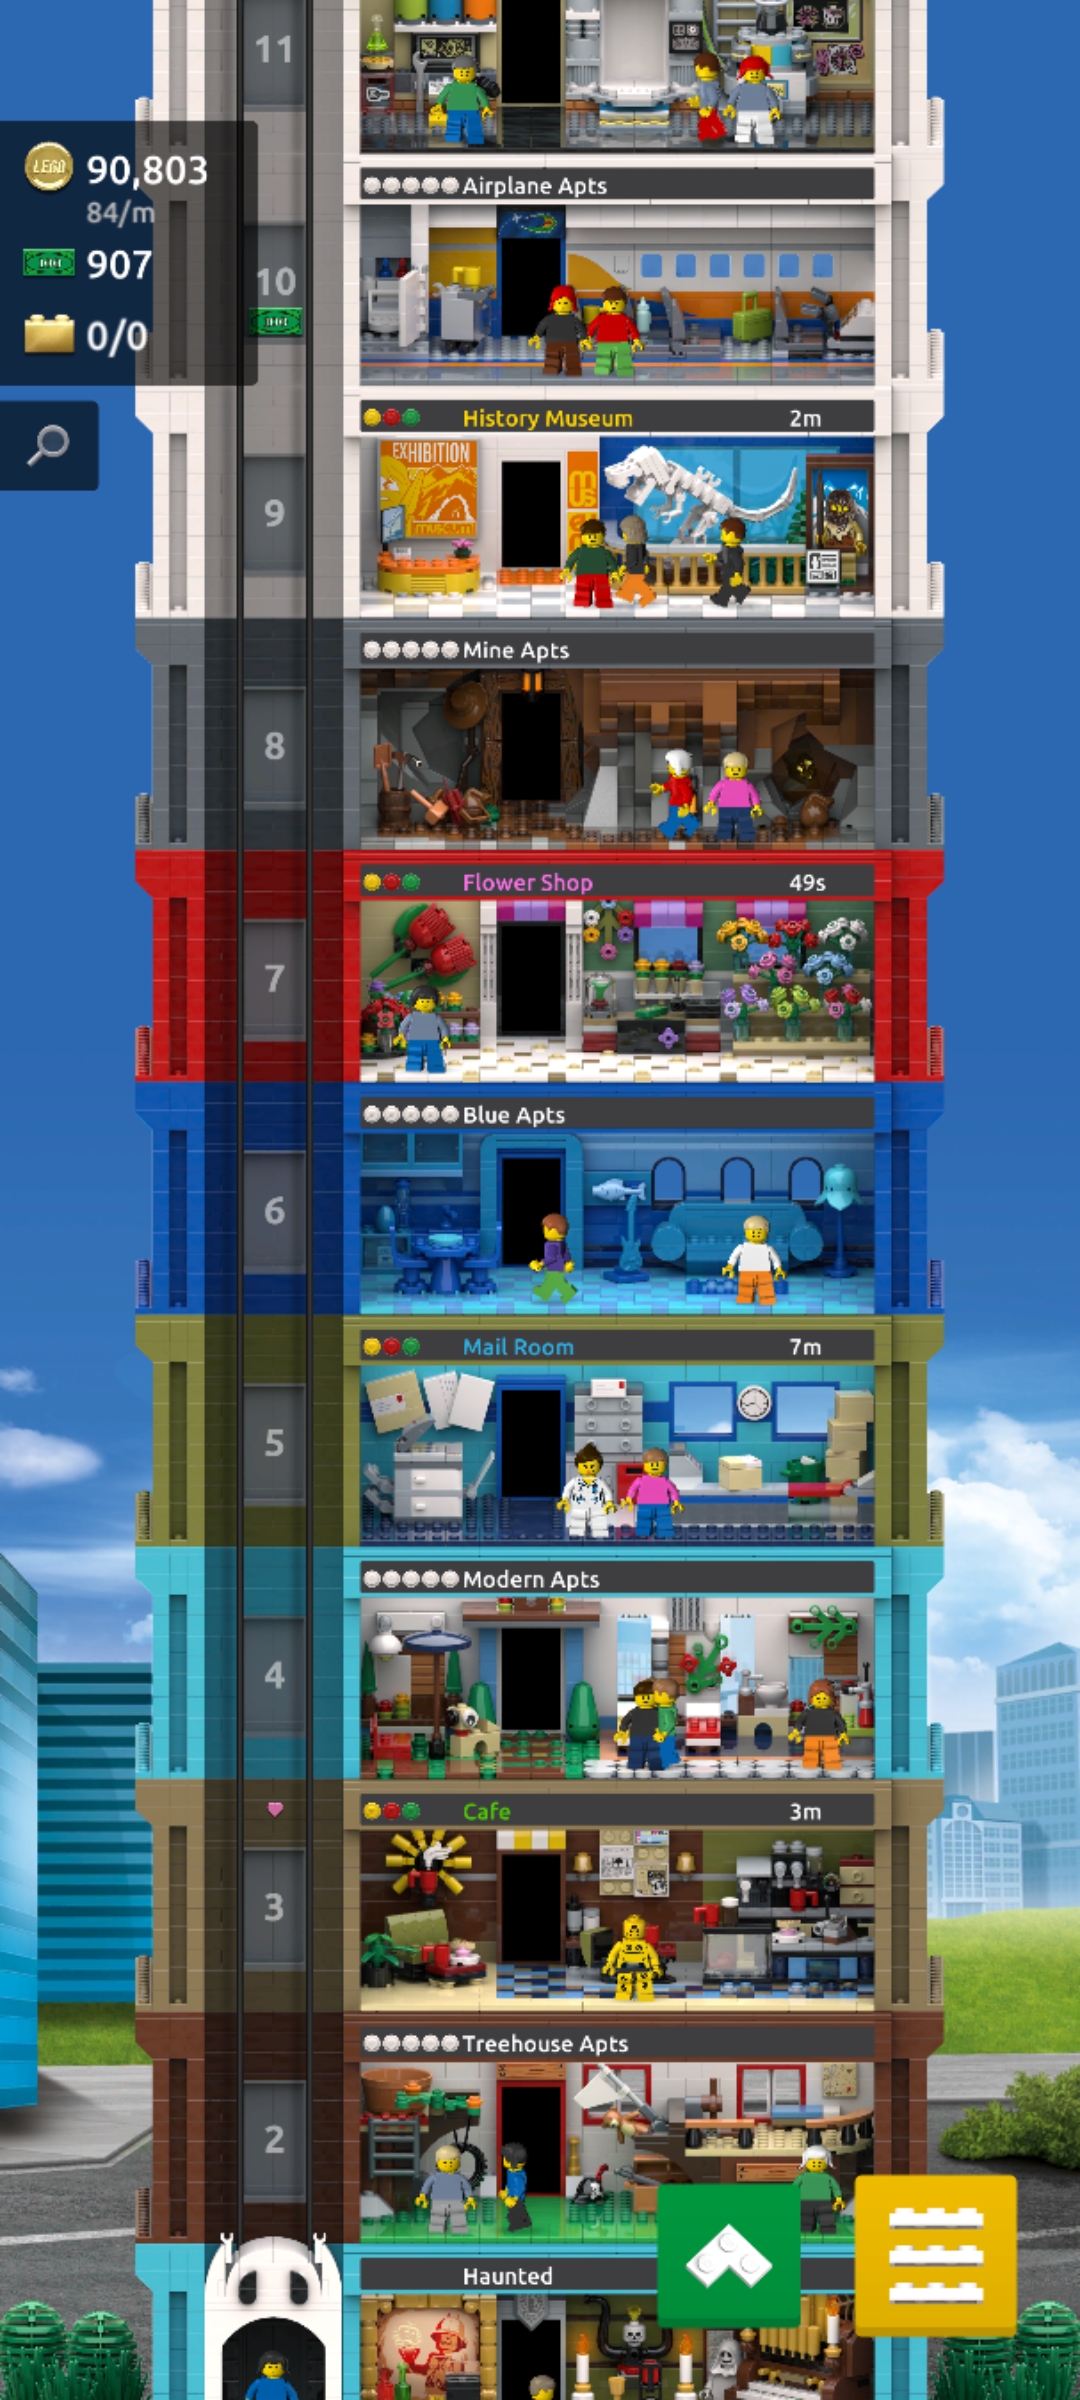 11
LEGO
90,803
84/m
Airplane Apts
907
10
0/0
History Museum 2m
EXHIBITION
museum
mus
9
Mine Apts
8
Flower Shop 49s
7
Blue Apts
6
Mail Room 7m
5
Modern Apts
4
Cafe 3m
3
Treehouse Apts
2
Haunted